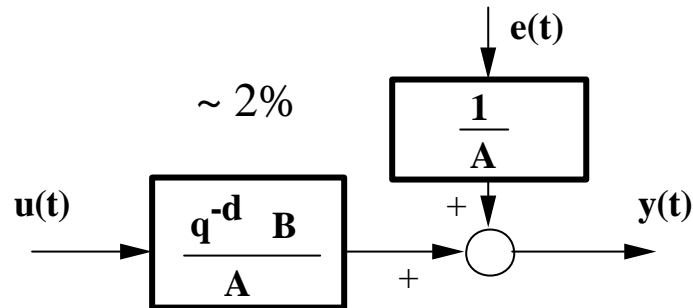 e(t)
~ 2%
1
A
u(t)
q-d B
A
+
+
y(t)